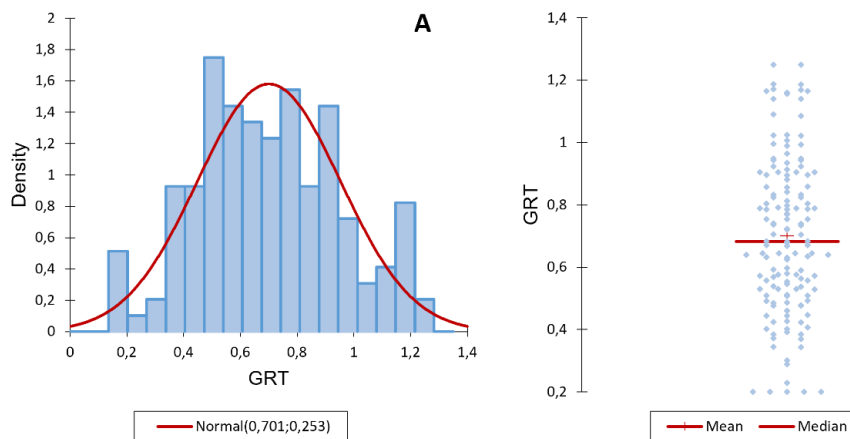 A
2
1,8
1,6
1,4
1,2
1
0,8
0,6
0,4
0,2
0
Density
0 0,2 0,4 0,6 0,8 1 1,2 1,4
GRT
Normal(0,701;0,253)
1,4
1,2
1
0,8
0,6
0,4
0,2
GRT
Mean Median